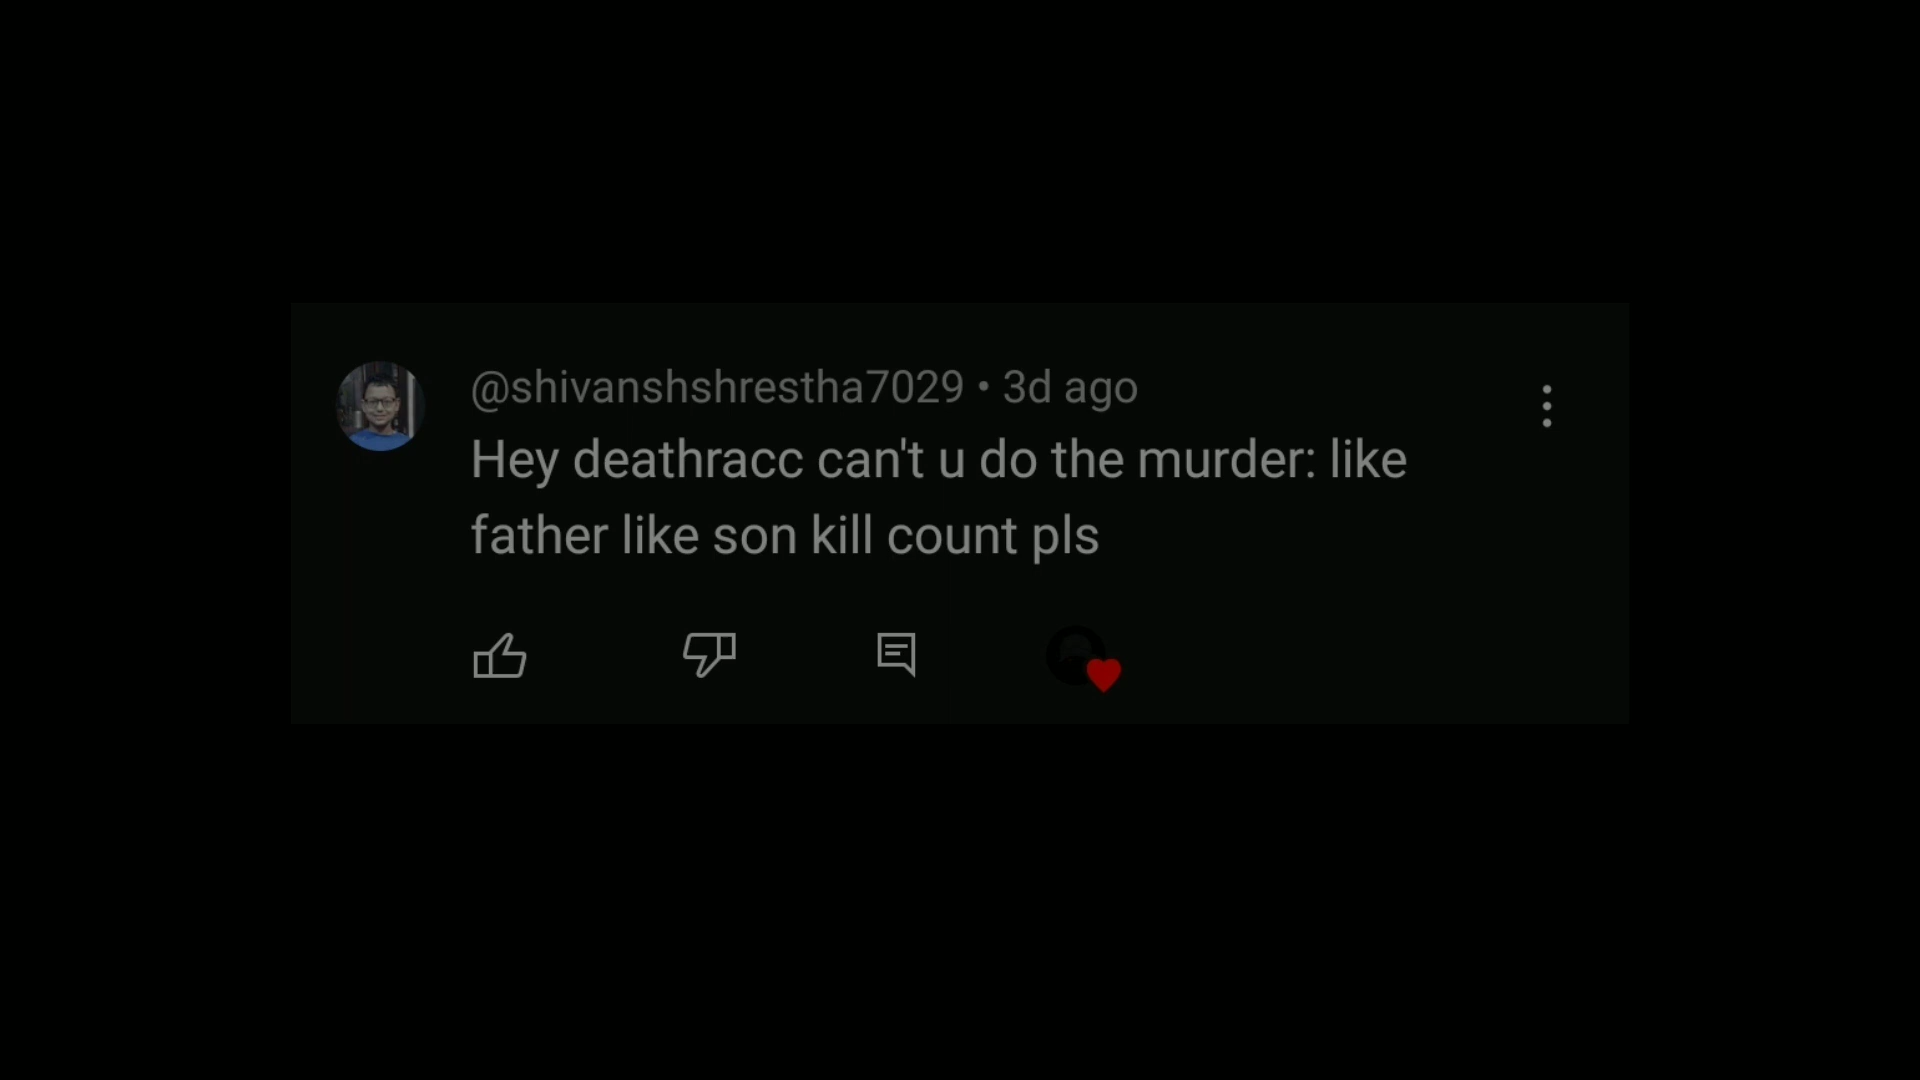 @shivanshshrestha7029 • 3d ago
Hey deathracc can't u do the murder: like
father like son kill count pls